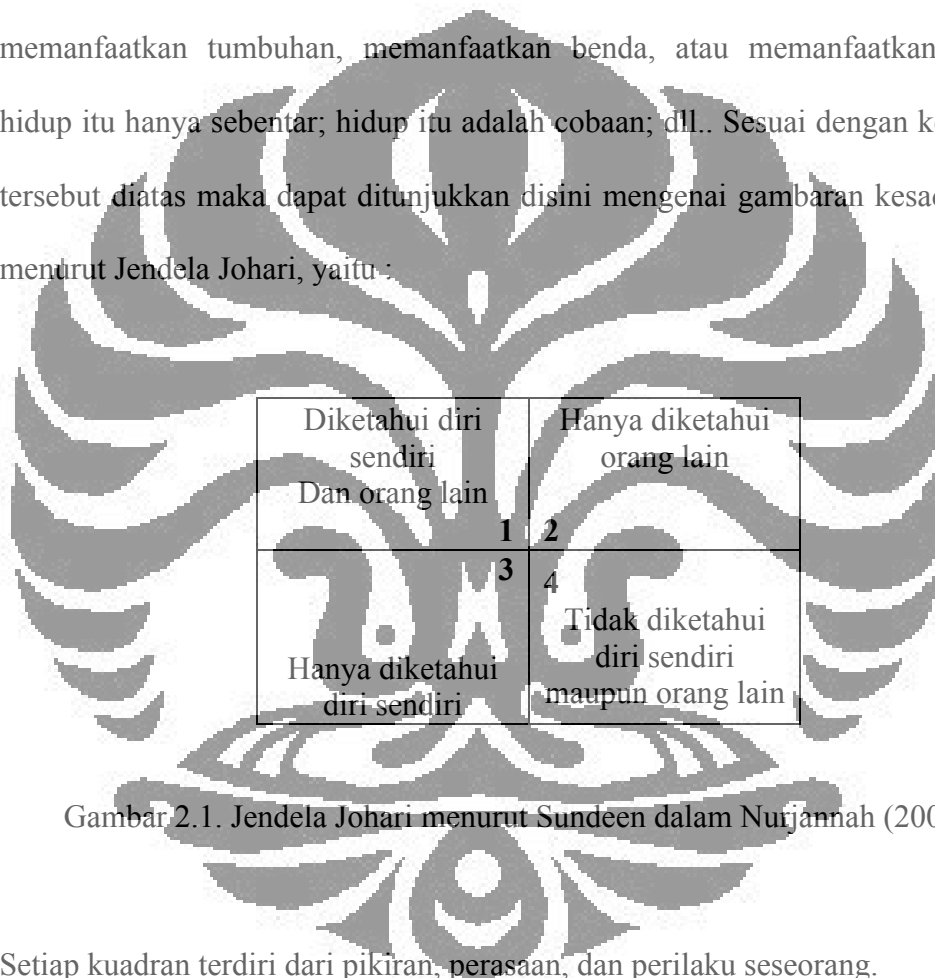 memanfaatkan tumbuhan, memanfaatkan benda, atau memanfaatkan
hidup itu hanya sebentar; hidup itu adalah cobaan; dll.. Sesuai dengan
tersebut diatas maka dapat ditunjukkan disini mengenai gambaran
menurut Jendela Johari, yaitu :
Diketahui diri
sendiri
Dan orang lain
1
Hanya diketahui
orang lain
2
3
Hanya diketahui
diri sendiri
4
Tidak diketahui
diri sendiri
maupun orang lain
Gambar 2.1. Jendela Johari menurut Sundeen dalam Nurjannah (200
Setiap kuadran terdiri dari pikiran, perasaan, dan perilaku seseorang.